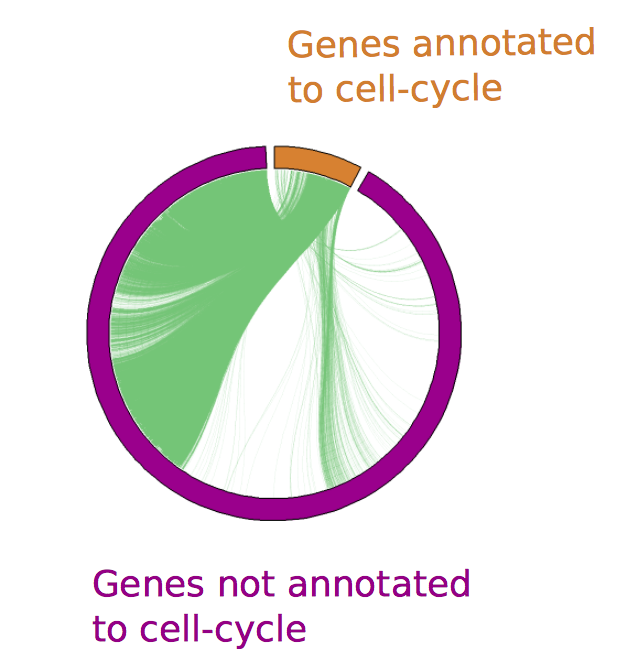 Genes annotated
to cell-cycle
Genes not annotated
to cell-cycle